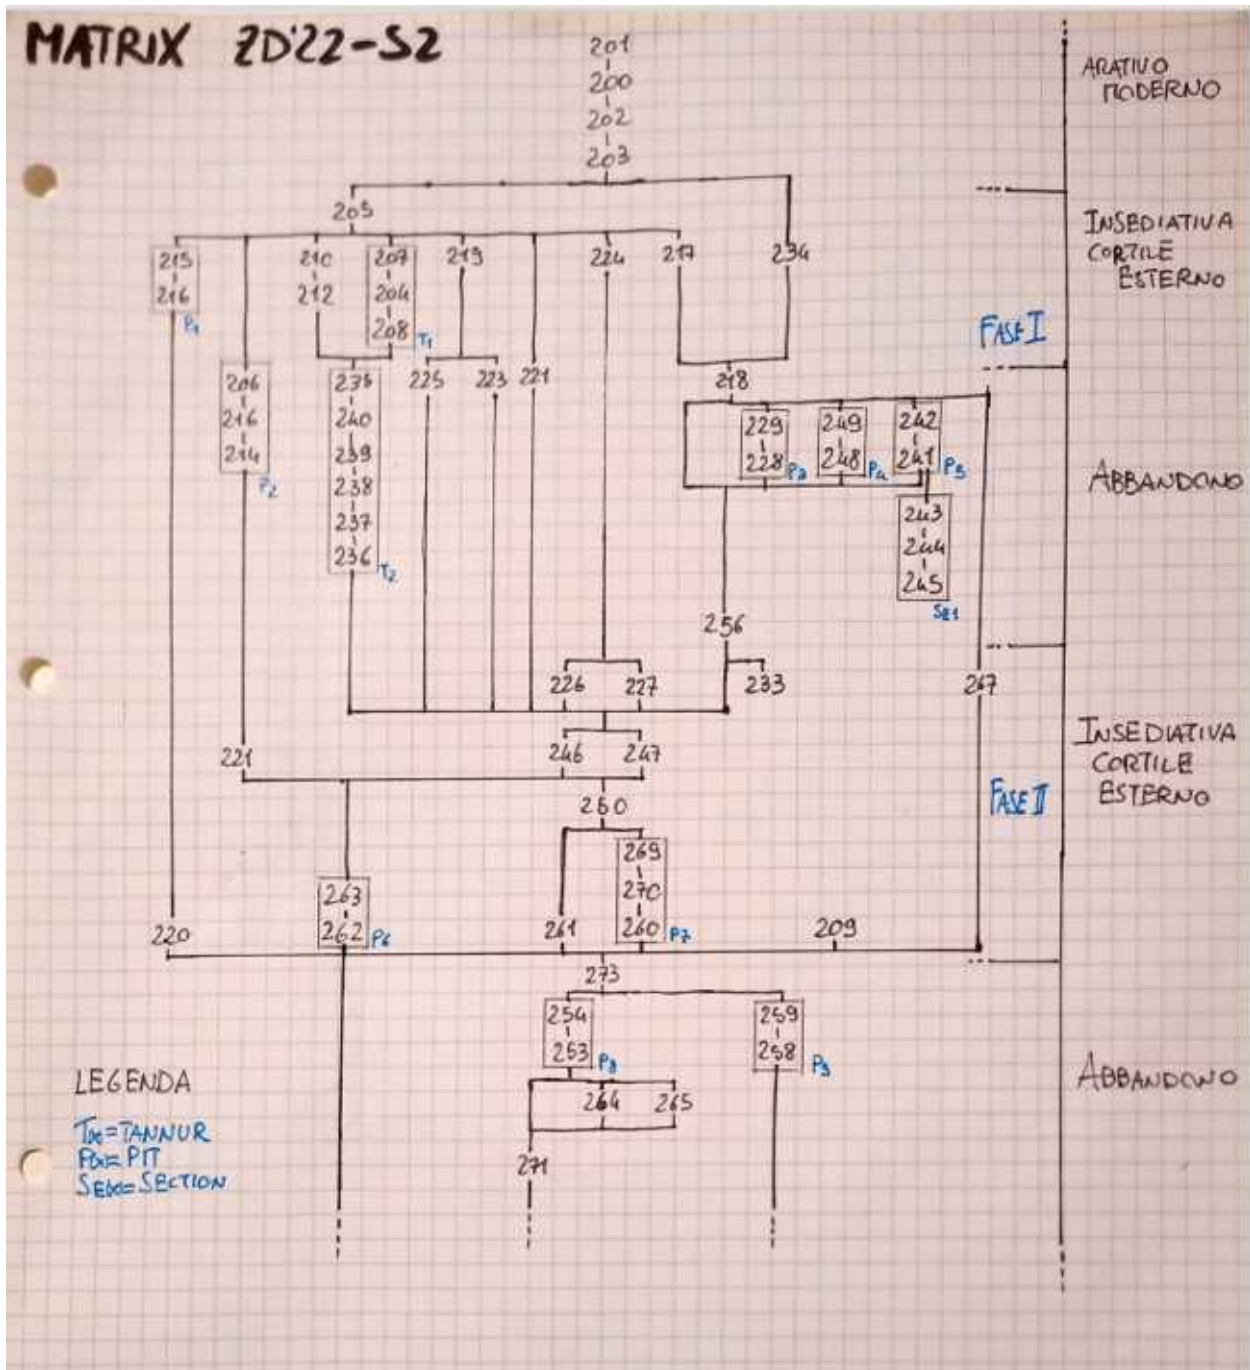 MATRIX ZD'22-S2
201
200
202
203
ARATIVO
MODERNO
205
INSEDIATIVA
CORTILE
ESTERNO
215 210 207 213 221 224 217 234
216 212 204
P1 208 T1
FASE I
206 235 225 223 218
216 240 229 249 242
214 239 228 P3 248 P4 241 P5
P2 238
ABBANDONO
237 243
236 T2 244
245
SE1
256
226 227 233 267
INSEDIATIVA
CORTILE
ESTERNO
221 246 247
FASE II
250
269
263 270
220 262 P6 261 260 P7 209
273
254 259
253 P8 258 P9
ABBANDONO
264 265
271
LEGENDA
Tx=TANNUR
Px=PIT
SEx=SECTION